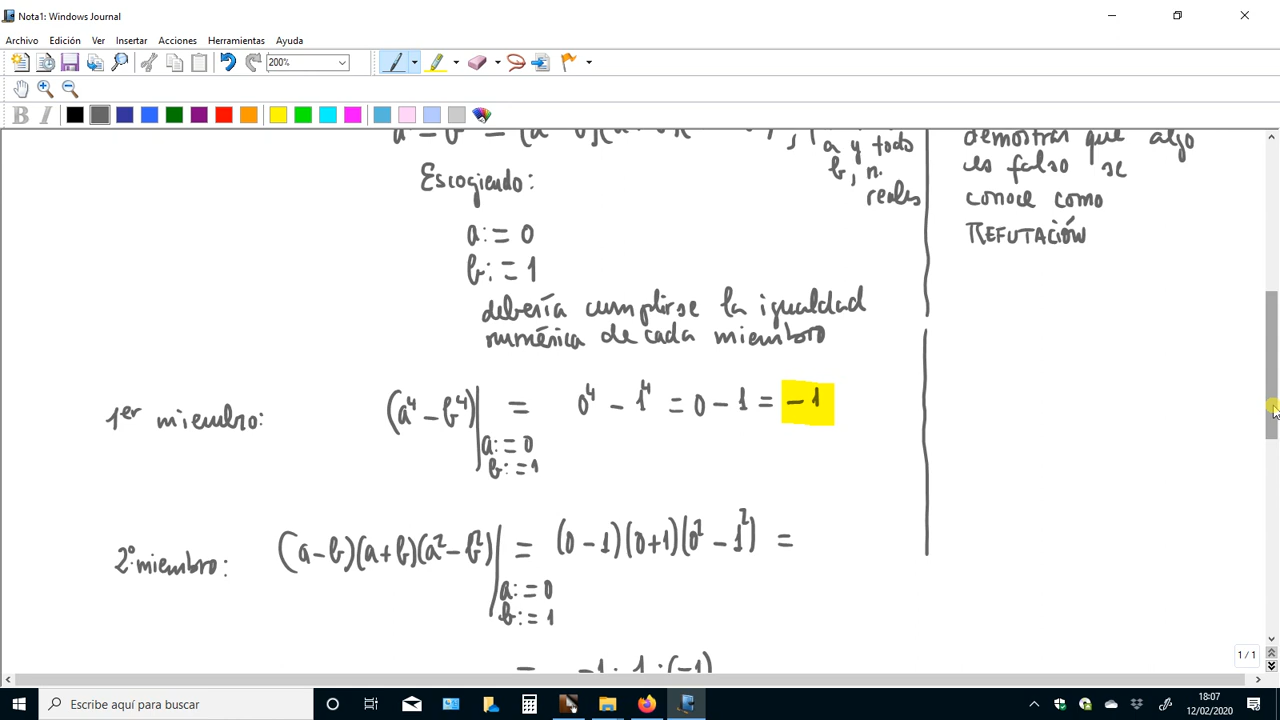 Nota1: Windows Journal
Archivo Edición Ver Insertar Acciones Herramientas Ayuda
200%
B I
a y todo
b, n.
reales
Escogiendo:
a := 0
b := 1
debería cumplirse la igualdad
numérica de cada miembro
demostrar que algo
es falso se
conoce como
REFUTACIÓN
1er miembro: (a⁴ - b⁴)| = 0⁴ - 1⁴ = 0 - 1 = -1
a := 0
b := 1
2º miembro: (a-b)(a+b)(a²-b²)| = (0-1)(0+1)(0²-1²) =
a := 0
b := 1
= -1 · 1 · (-1)
1 / 1
Escribe aquí para buscar
18:07
12/02/2020